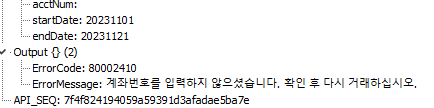 acctNum:
startDate: 20231101
endDate: 20231121
Output {} (2)
ErrorCode: 80002410
ErrorMessage: 계좌번호를 입력하지 않으셨습니다. 확인 후 다시 거래하십시오.
API_SEQ: 7f4f824194059a59391d3afadae5ba7e